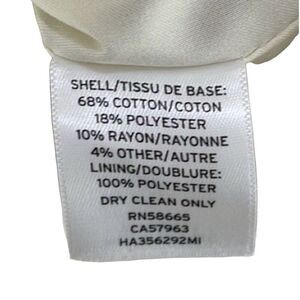 SHELL/TISSU DE BASE:
68% COTTON/COTON
18% POLYESTER
10% RAYON/RAYONNE
4% OTHER/AUTRE
LINING/DOUBLURE:
100% POLYESTER
DRY CLEAN ONLY
RN58665
CA57963
HA356292MI